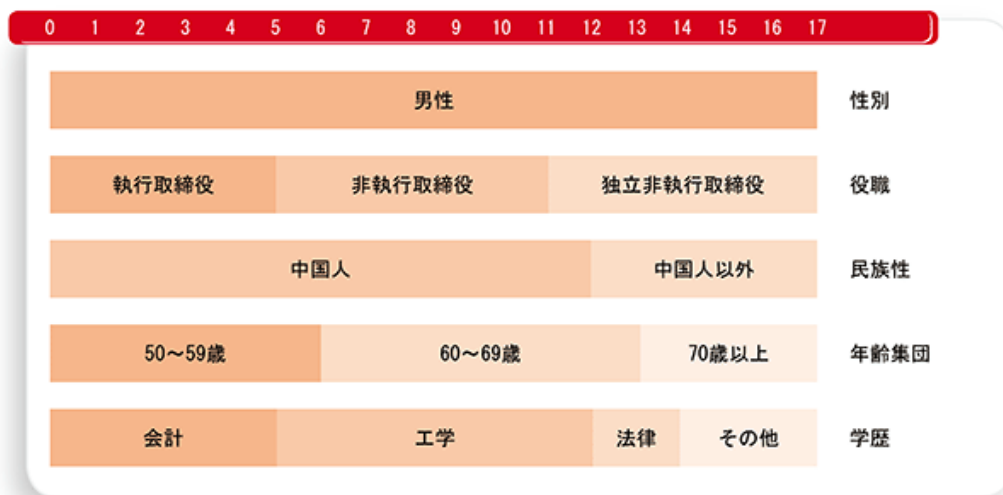 0 1 2 3 4 5 6 7 8 9 10 11 12 13 14 15 16 17
男性 性別
執行取締役 非執行取締役 独立非執行取締役 役職
中国人 中国人以外 民族性
50～59歳 60～69歳 70歳以上 年齢集団
会計 工学 法律 その他 学歴